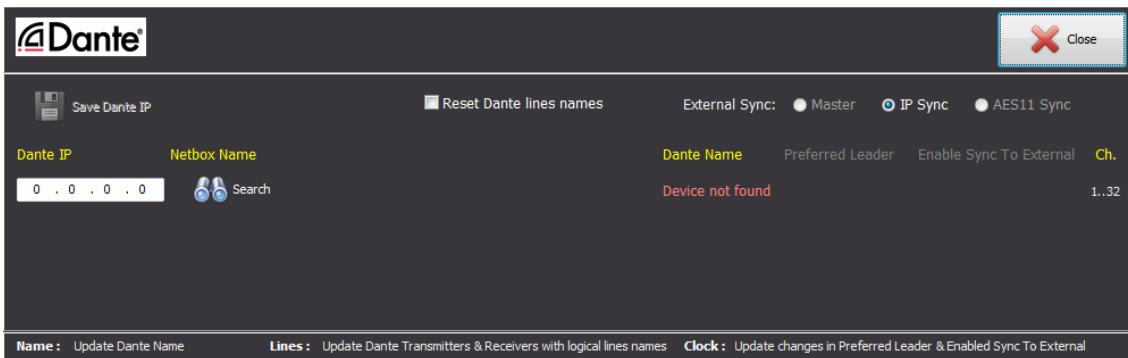 Dante®
Close
Save Dante IP
Reset Dante lines names
External Sync: Master IP Sync AES11 Sync
Dante IP Netbox Name Dante Name Preferred Leader Enable Sync To External Ch.
0 . 0 . 0 . 0 Search Device not found 1..32
Name : Update Dante Name Lines : Update Dante Transmitters & Receivers with logical lines names Clock : Update changes in Preferred Leader & Enabled Sync To External